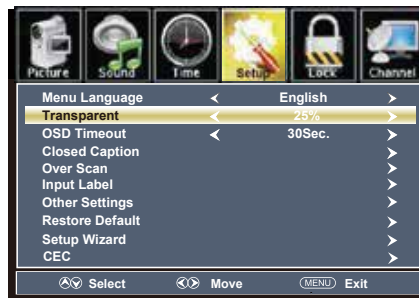 Picture Sound Time Setup Lock Channel
Menu Language English
Transparent 25%
OSD Timeout 30Sec.
Closed Caption
Over Scan
Input Label
Other Settings
Restore Default
Setup Wizard
CEC
Select Move MENU Exit